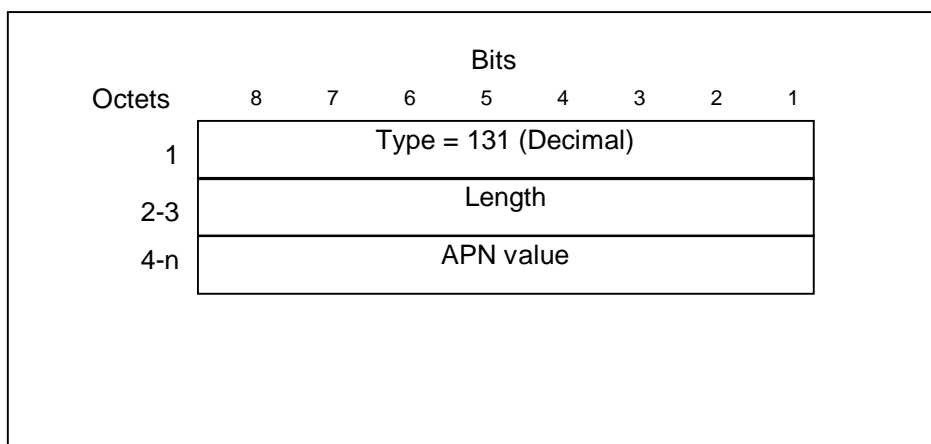 Bits
Octets 8 7 6 5 4 3 2 1
1 Type = 131 (Decimal)
2-3 Length
4-n APN value